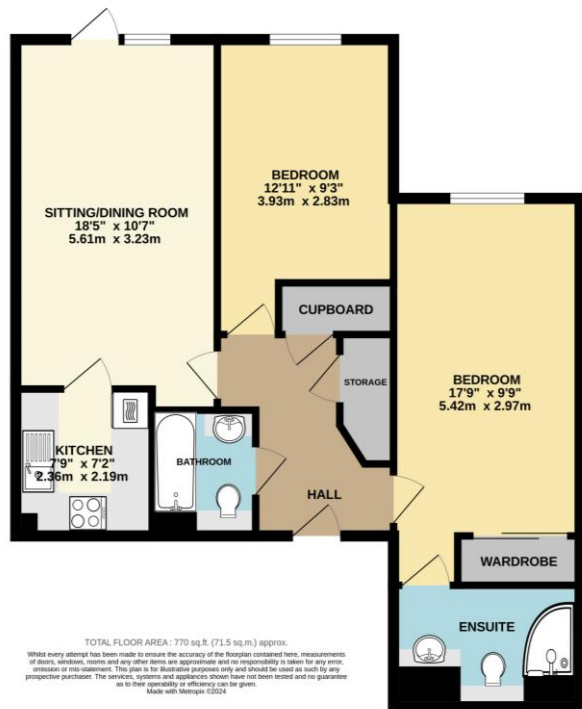 SITTING/DINING ROOM
18'5" x 10'7"
5.61m x 3.23m
BEDROOM
12'11" x 9'3"
3.93m x 2.83m
CUPBOARD
STORAGE
BEDROOM
17'9" x 9'9"
5.42m x 2.97m
KITCHEN
7'9" x 7'2"
2.36m x 2.19m
BATHROOM
HALL
WARDROBE
ENSUITE
TOTAL FLOOR AREA : 770 sq.ft. (71.5 sq.m.) approx.
Whilst every attempt has been made to ensure the accuracy of the floorplan contained here, measurements
of doors, windows, rooms and any other items are approximate and no responsibility is taken for any error,
omission or mis-statement. This plan is for illustrative purposes only and should be used as such by any
prospective purchaser. The services, systems and appliances shown have not been tested and no guarantee
as to their operability or efficiency can be given.
Made with Metropix ©2024